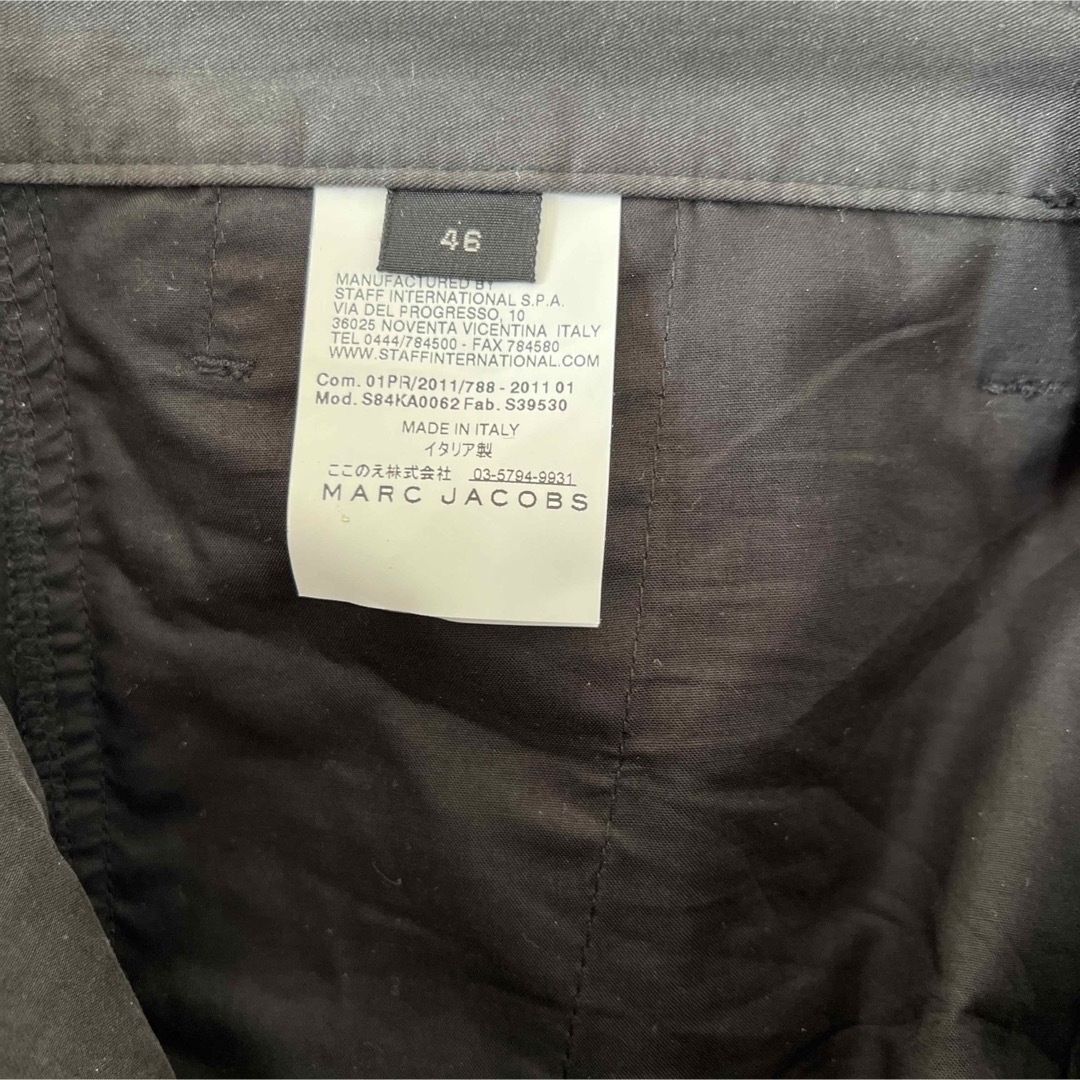 46
MANUFACTURED BY
STAFF INTERNATIONAL S.P.A.
VIA DEL PROGRESSO, 10
36025 NOVENTA VICENTINA ITALY
TEL 0444/784500 - FAX 784580
WWW.STAFFINTERNATIONAL.COM
Com. 01PR/2011/788 - 2011 01
Mod. S84KA0062 Fab. S39530
MADE IN ITALY
イタリア製
ここのえ株式会社 03-5794-9931
MARC JACOBS